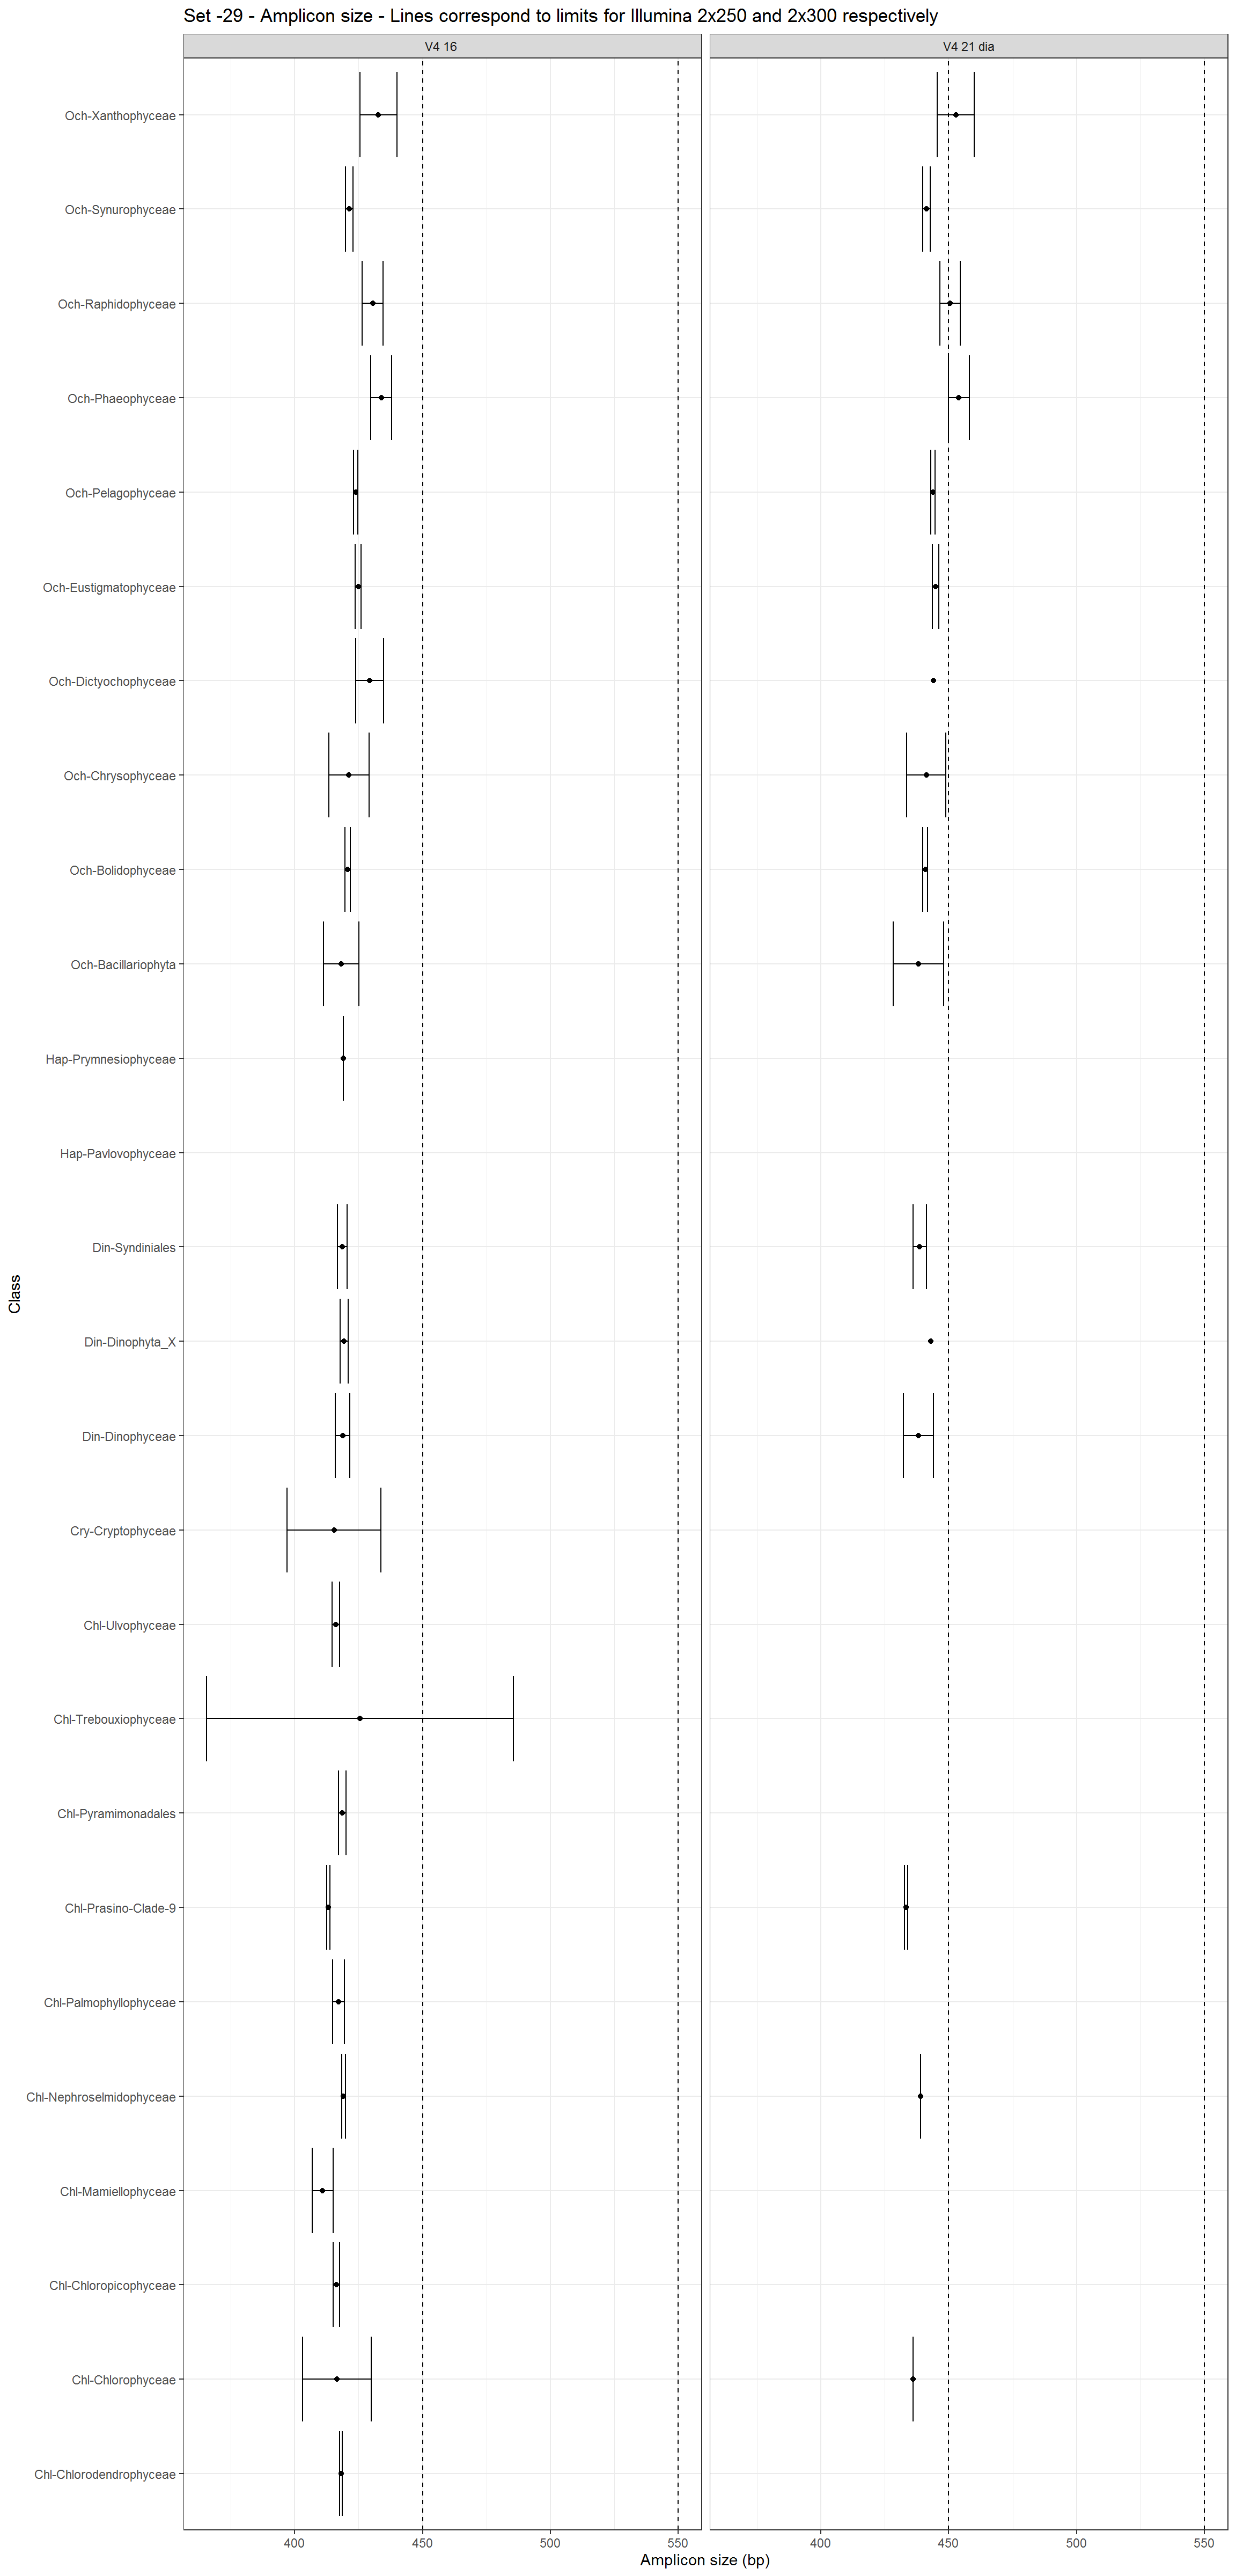 Set -29 - Amplicon size - Lines correspond to limits for Illumina 2x250 and 2x300 respectively
V4 16
V4 21 dia
Och-Xanthophyceae
Och-Synurophyceae
Och-Raphidophyceae
Och-Phaeophyceae
Och-Pelagophyceae
Och-Eustigmatophyceae
Och-Dictyochophyceae
Och-Chrysophyceae
Och-Bolidophyceae
Och-Bacillariophyta
Hap-Prymnesiophyceae
Hap-Pavlovophyceae
Din-Syndiniales
Class
Din-Dinophyta_X
Din-Dinophyceae
Cry-Cryptophyceae
Chl-Ulvophyceae
Chl-Trebouxiophyceae
Chl-Pyramimonadales
Chl-Prasino-Clade-9
Chl-Palmophyllophyceae
Chl-Nephroselmidophyceae
Chl-Mamiellophyceae
Chl-Chloropicophyceae
Chl-Chlorophyceae
Chl-Chlorodendrophyceae
400 450 500 550 400 450 500 550
Amplicon size (bp)